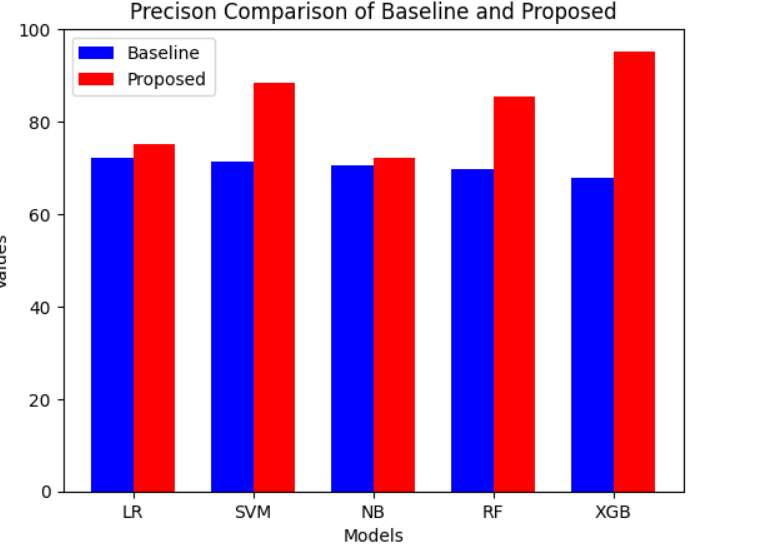 Precison Comparison of Baseline and Proposed
100
Baseline
Proposed
80
60
40
20
0
LR SVM NB RF XGB
Models